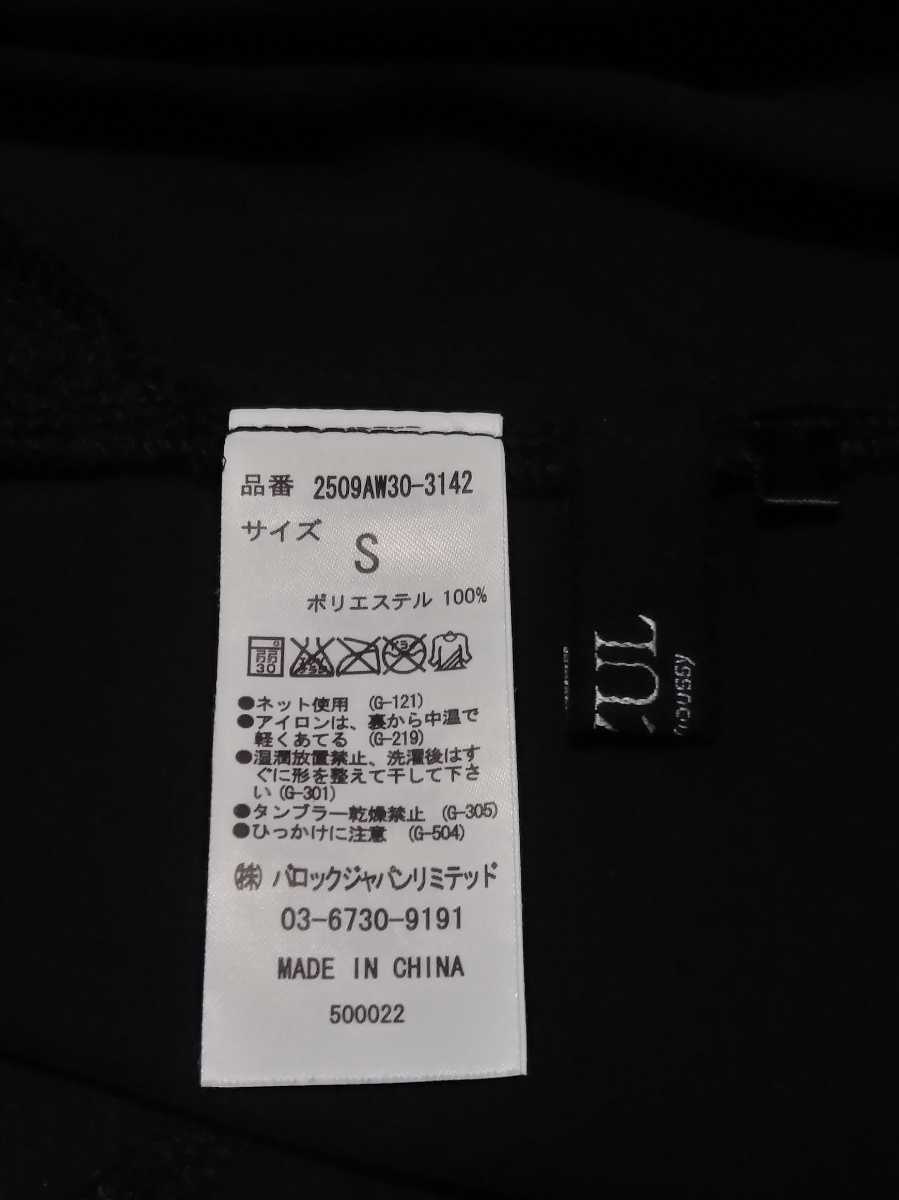 品番 2509AW30-3142
サイズ
S
ポリエステル 100%
30
●ネット使用 (G-121)
●アイロンは、裏から中温で
軽くあてる (G-219)
●湿潤放置禁止、洗濯後はす
ぐに形を整えて干して下さ
い (G-301)
●タンブラー乾燥禁止 (G-305)
●ひっかけに注意 (G-504)
㈱ バロックジャパンリミテッド
03-6730-9191
MADE IN CHINA
500022
ZUL
moussy